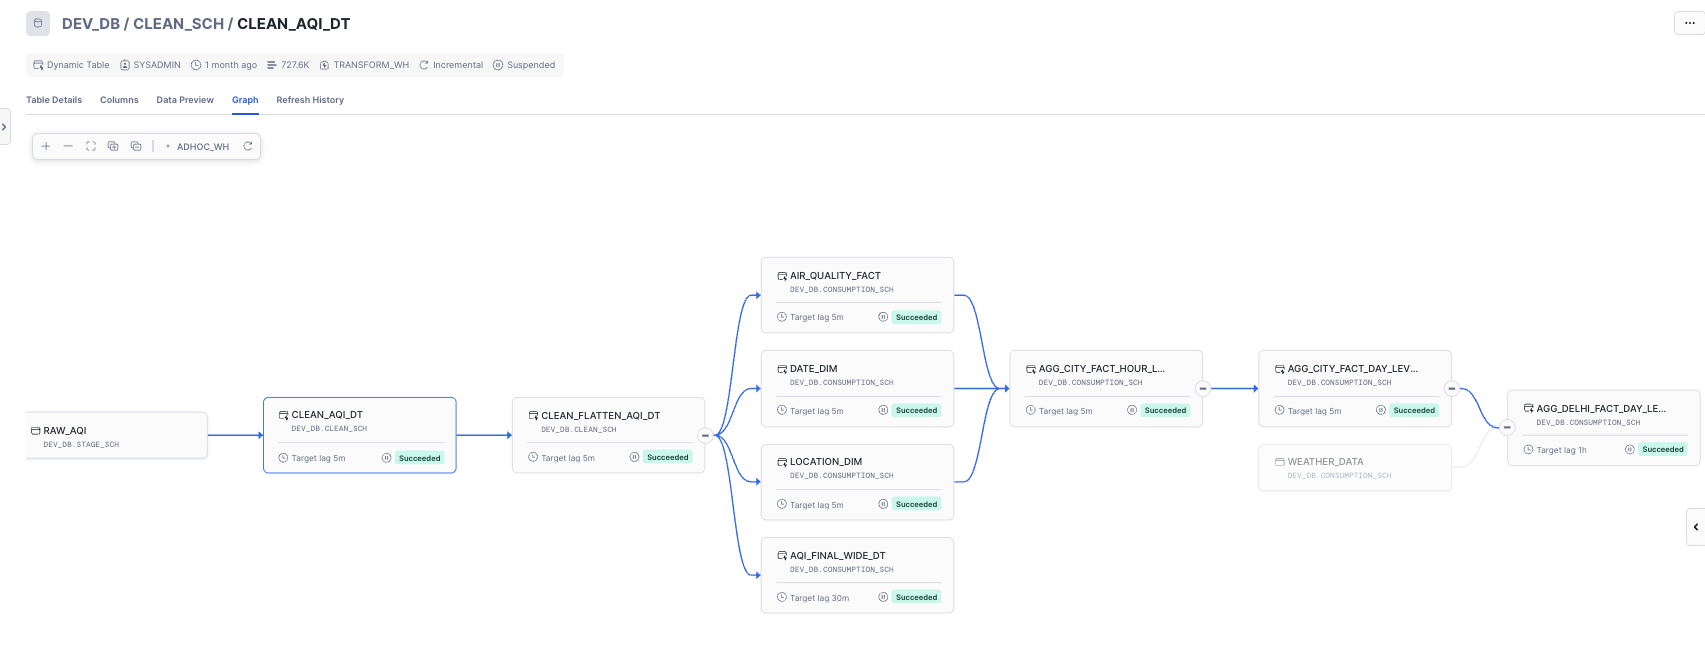 DEV_DB / CLEAN_SCH / CLEAN_AQI_DT
...
Dynamic Table SYSADMIN 1 month ago 727.6K TRANSFORM_WH Incremental Suspended
Table Details Columns Data Preview Graph Refresh History
ADHOC_WH
RAW_AQI
DEV_DB.STAGE_SCH
CLEAN_AQI_DT
DEV_DB.CLEAN_SCH
Target lag 5m Succeeded
CLEAN_FLATTEN_AQI_DT
DEV_DB.CLEAN_SCH
Target lag 5m Succeeded
AIR_QUALITY_FACT
DEV_DB.CONSUMPTION_SCH
Target lag 5m Succeeded
DATE_DIM
DEV_DB.CONSUMPTION_SCH
Target lag 5m Succeeded
LOCATION_DIM
DEV_DB.CONSUMPTION_SCH
Target lag 5m Succeeded
AQI_FINAL_WIDE_DT
DEV_DB.CONSUMPTION_SCH
Target lag 30m Succeeded
AGG_CITY_FACT_HOUR_L...
DEV_DB.CONSUMPTION_SCH
Target lag 5m Succeeded
AGG_CITY_FACT_DAY_LEV...
DEV_DB.CONSUMPTION_SCH
Target lag 5m Succeeded
WEATHER_DATA
DEV_DB.CONSUMPTION_SCH
AGG_DELHI_FACT_DAY_LE...
DEV_DB.CONSUMPTION_SCH
Target lag 1h Succeeded